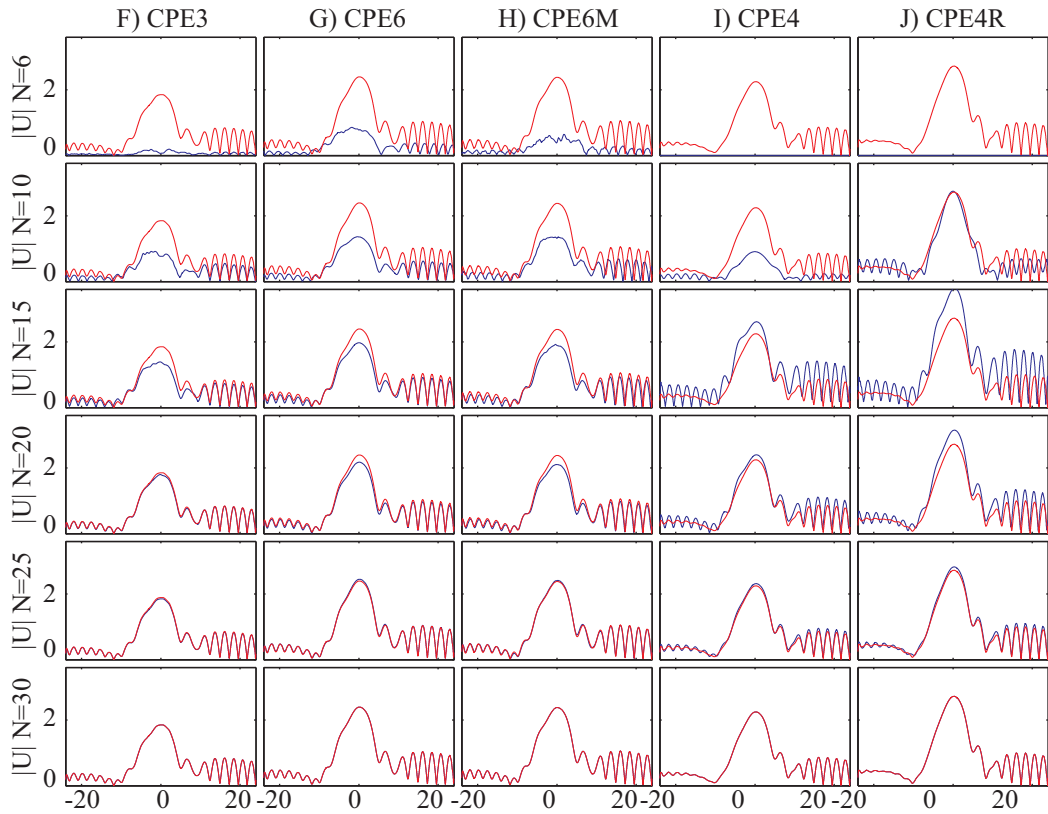 F) CPE3 G) CPE6 H) CPE6M I) CPE4 J) CPE4R
|U| N=6
2
0
|U| N=10
2
0
|U| N=15
2
0
|U| N=20
2
0
|U| N=25
2
0
|U| N=30
2
0
-20 0 20 -20 0 20 -20 0 20 -20 0 20 -20 0 20